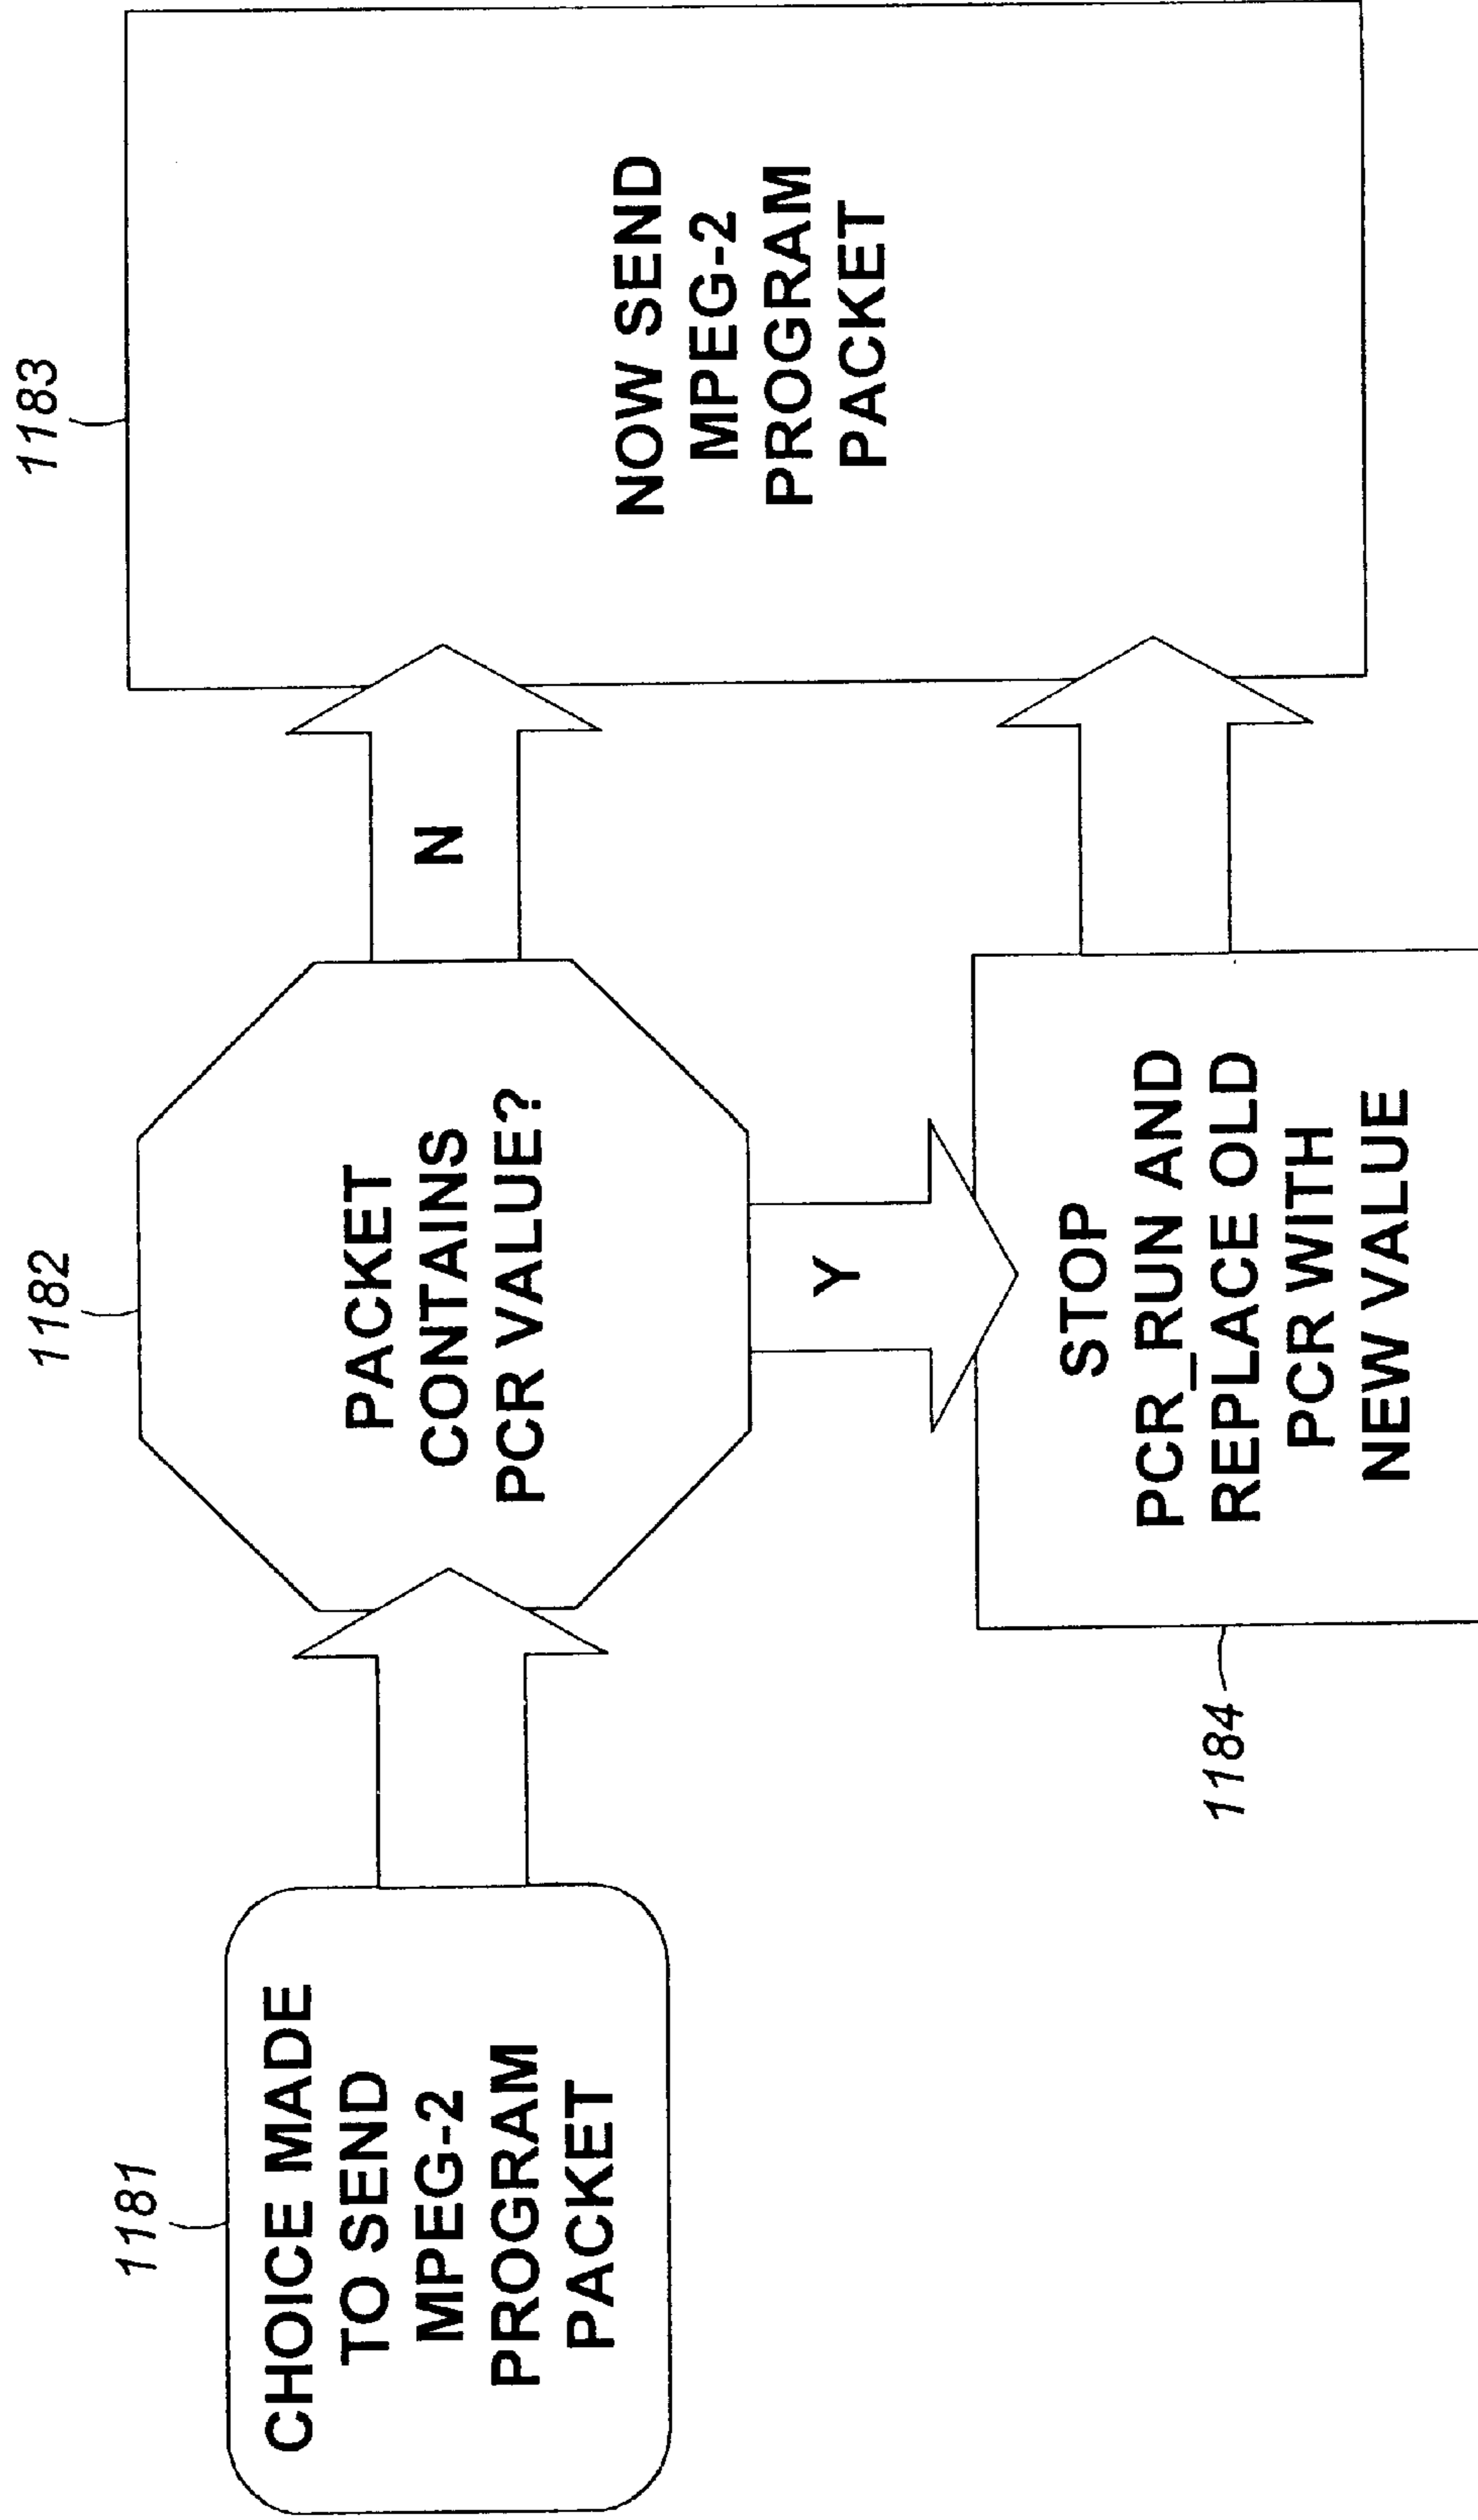 1181
CHOICE MADE
TO SEND
MPEG-2
PROGRAM
PACKET
1182
PACKET
CONTAINS
PCR VALUE?
N
Y
1183
NOW SEND
MPEG-2
PROGRAM
PACKET
1184
STOP
PCR_RUN AND
REPLACE OLD
PCR WITH
NEW VALUE